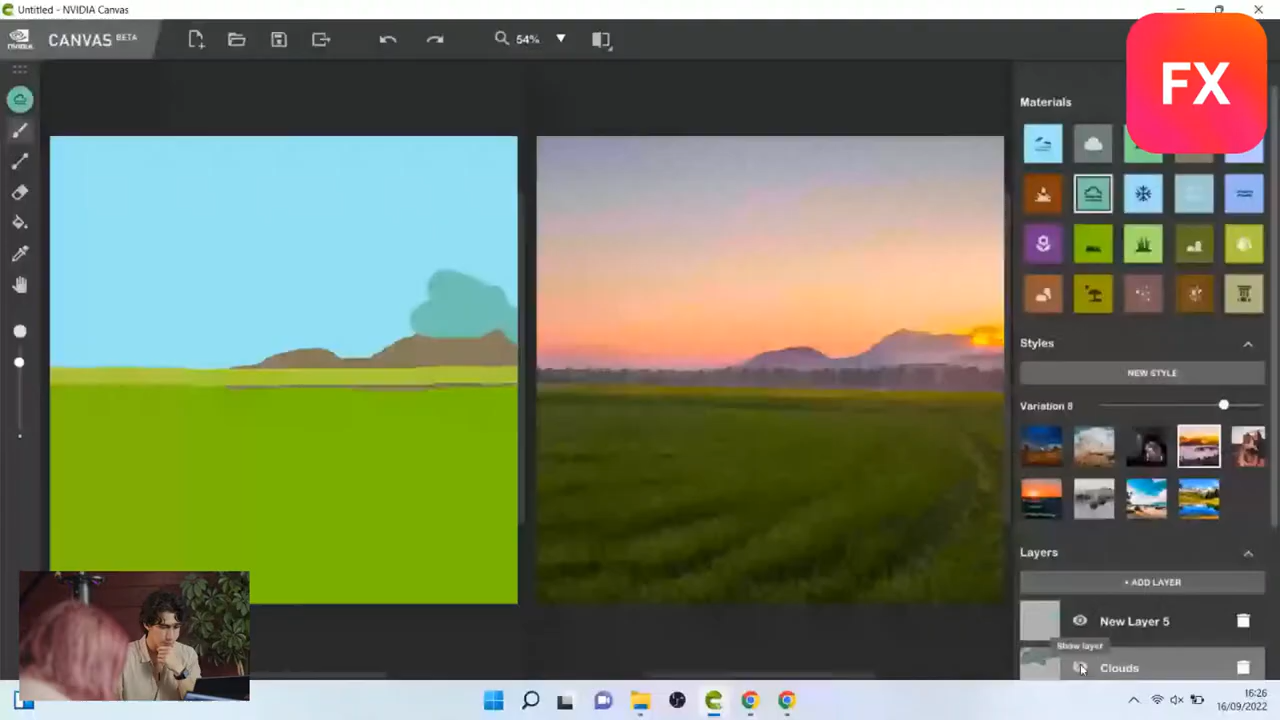 Untitled - NVIDIA Canvas
NVIDIA
CANVAS BETA
54%
FX
Materials
Styles
NEW STYLE
Variation 8
Layers
+ ADD LAYER
New Layer 5
Show layer
Clouds
16:26
16/09/2022